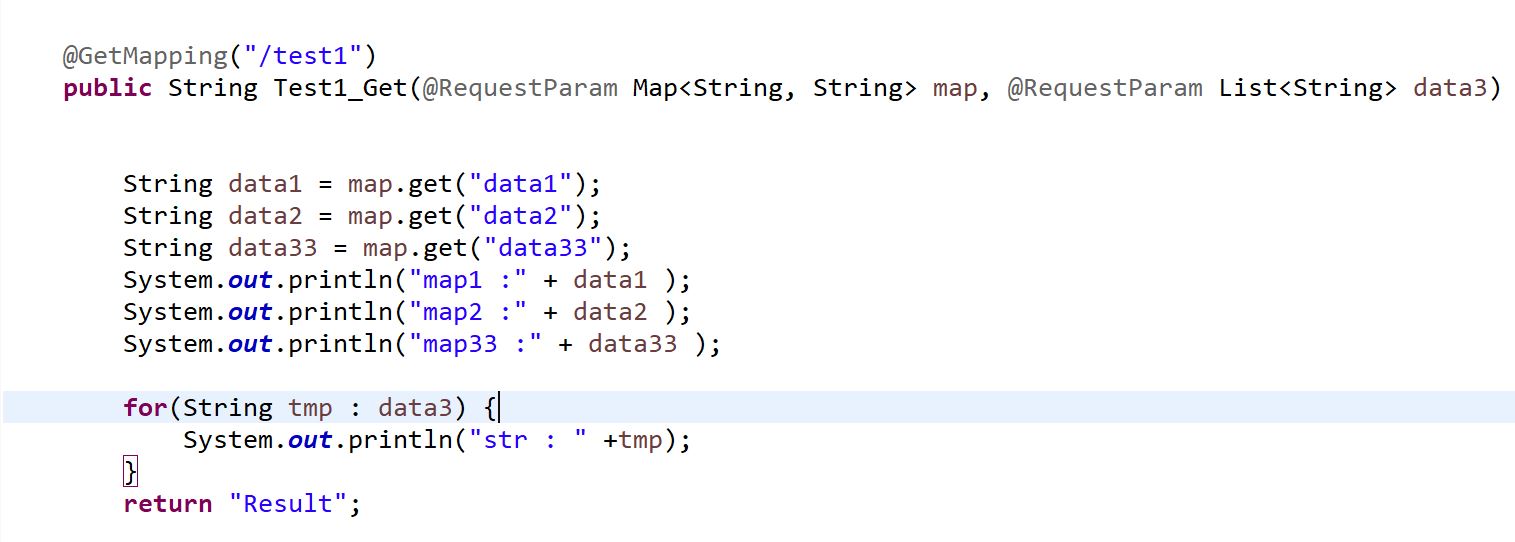 @GetMapping("/test1")
public String Test1_Get(@RequestParam Map<String, String> map, @RequestParam List<String> data3)
String data1 = map.get("data1");
String data2 = map.get("data2");
String data33 = map.get("data33");
System.out.println("map1 :" + data1 );
System.out.println("map2 :" + data2 );
System.out.println("map33 :" + data33 );
for(String tmp : data3) {
System.out.println("str : " +tmp);
}
return "Result";